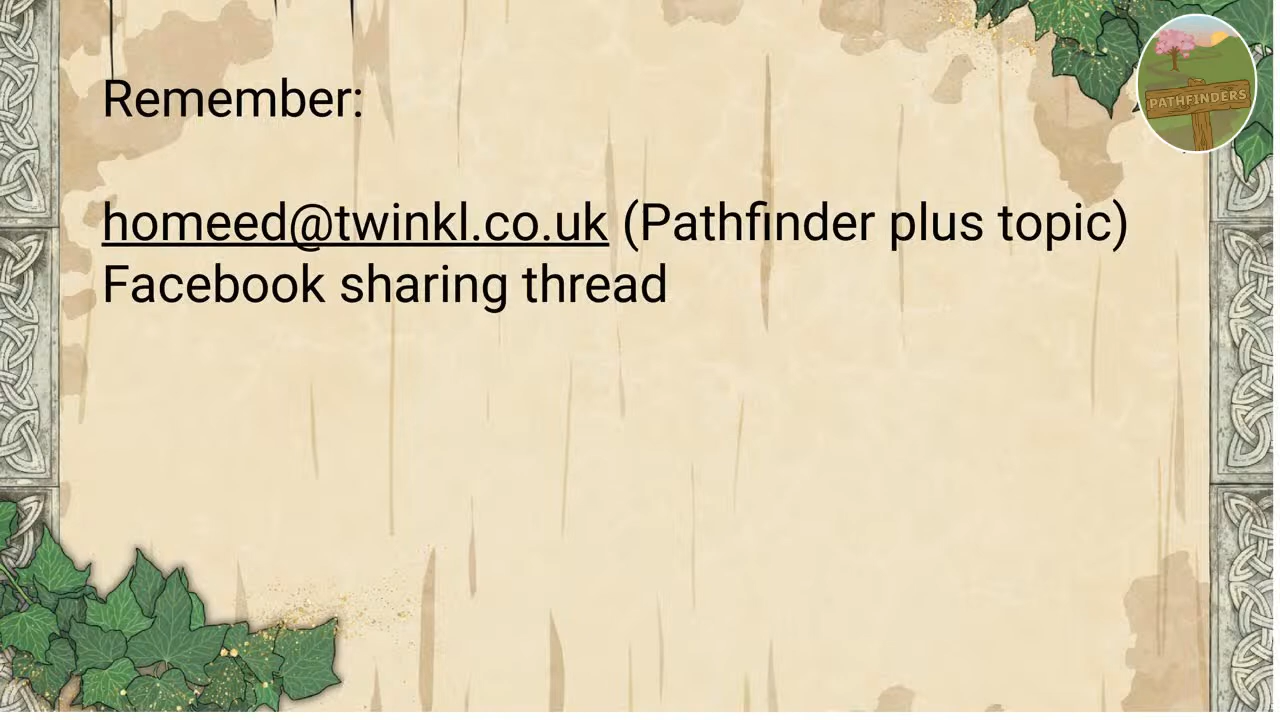 PATHFINDERS
Remember:
homeed@twinkl.co.uk (Pathfinder plus topic)
Facebook sharing thread